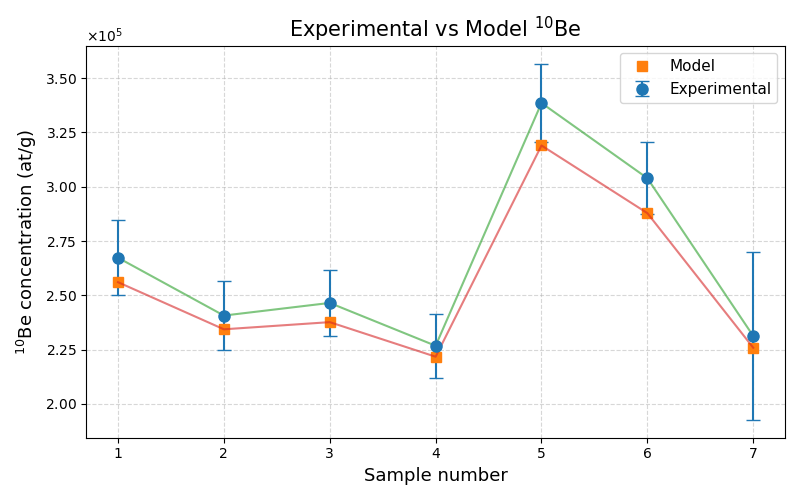 Experimental vs Model ¹⁰Be
×10⁵
Model
Experimental
3.50
3.25
3.00
2.75
2.50
2.25
2.00
¹⁰Be concentration (at/g)
1 2 3 4 5 6 7
Sample number